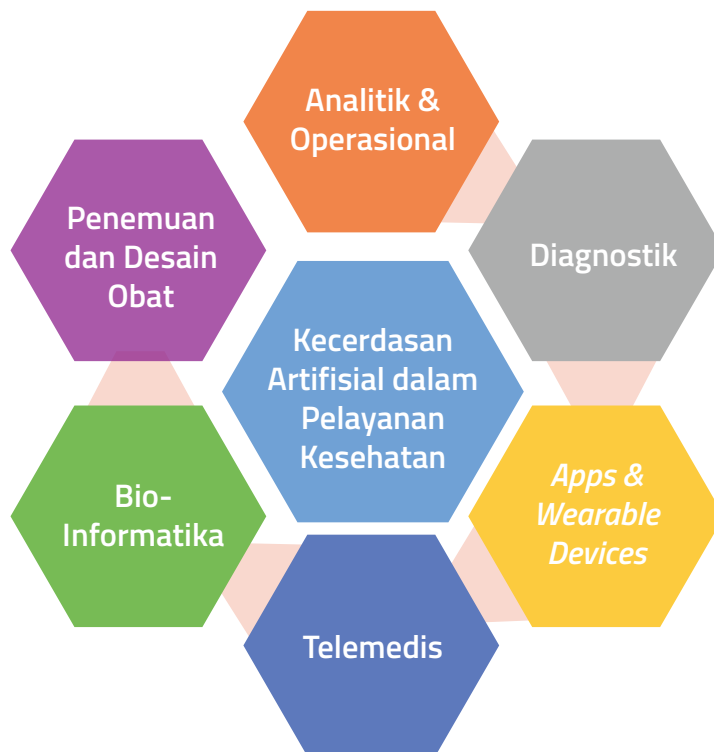 Analitik &
Operasional
Penemuan
dan Desain
Obat
Diagnostik
Kecerdasan
Artifisial dalam
Pelayanan
Kesehatan
Bio-
Informatika
Apps &
Wearable
Devices
Telemedis